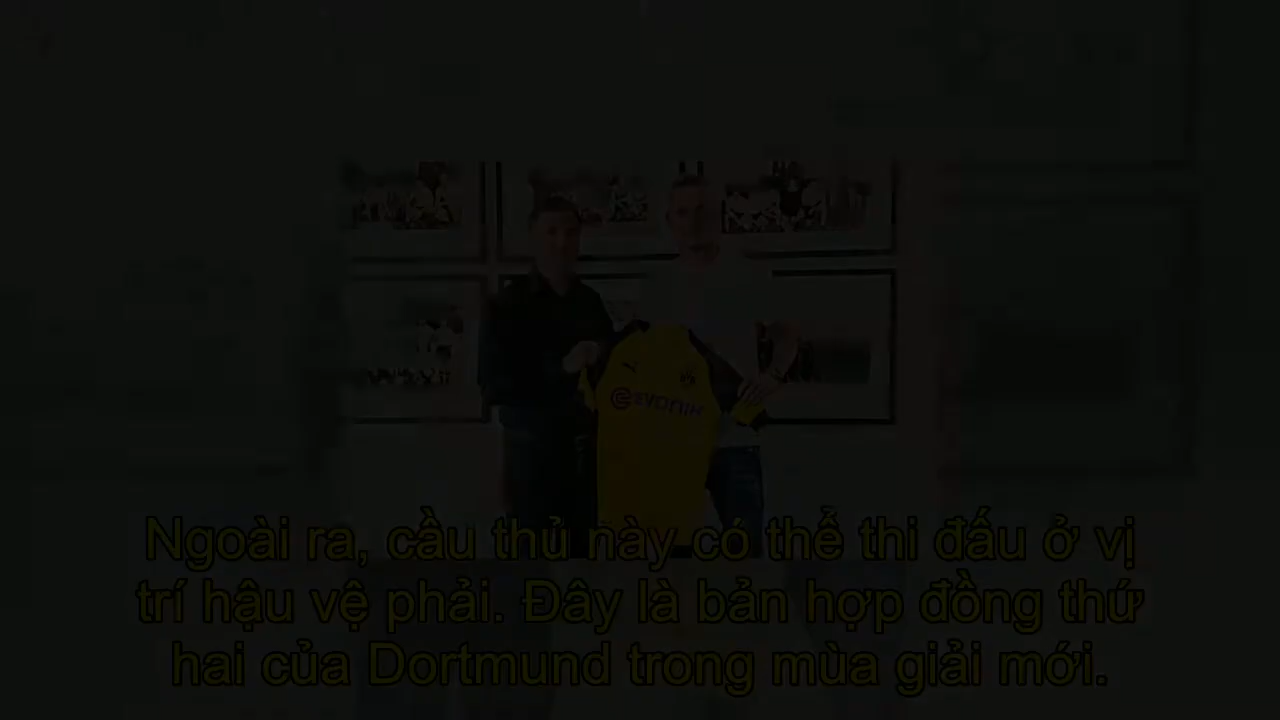 EVONIK
Ngoài ra, cầu thủ này có thể thi đấu ở vị
trí hậu vệ phải. Đây là bản hợp đồng thứ
hai của Dortmund trong mùa giải mới.